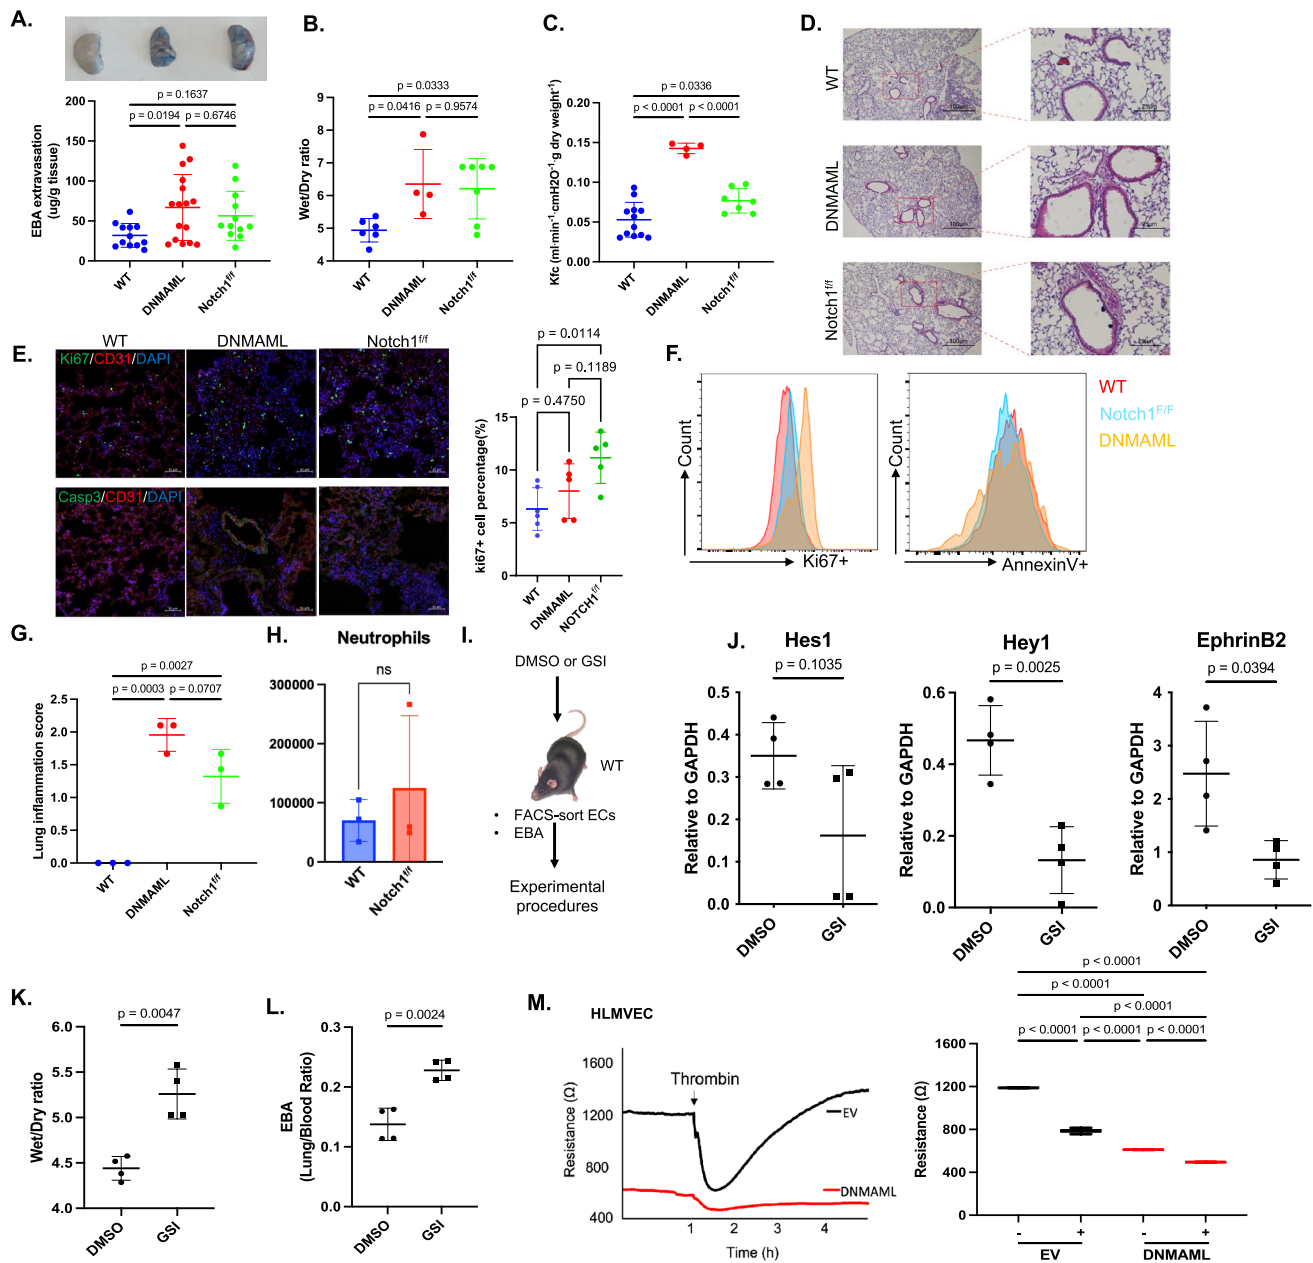 A.
EBA extravasation
(ug/g tissue)
200
150
100
50
0
p = 0.1637
p = 0.0194
p = 0.6746
WT
DNMAML
Notch1f/f
B.
Wet/Dry ratio
9
8
7
6
5
4
p = 0.0333
p = 0.0416
p = 0.9574
WT
DNMAML
Notch1f/f
C.
Kfc (ml·min-1·cmH2O-1·g dry weight-1)
0.20
0.15
0.10
0.05
0.00
p = 0.0336
p < 0.0001
p < 0.0001
WT
DNMAML
Notch1f/f
D.
WT
DNMAML
Notch1f/f
100μm
100μm
100μm
E.
WT
DNMAML
Notch1f/f
Ki67/CD31/DAPI
Casp3/CD31/DAPI
ki67+ cell percentage(%)
15
10
5
0
p = 0.0114
p = 0.1189
p = 0.4750
WT
DNMAML
NOTCH1f/f
F.
Count
Ki67+
Count
AnnexinV+
WT
Notch1F/F
DNMAML
G.
Lung inflammation score
2.5
2.0
1.5
1.0
0.5
0.0
p = 0.0027
p = 0.0003
p = 0.0707
WT
DNMAML
Notch1f/f
H.
Neutrophils
ns
300000
200000
100000
0
WT
Notch1f/f
I.
DMSO or GSI
WT
• FACS-sort ECs
• EBA
Experimental
procedures
J.
Hes1
p = 0.1035
Relative to GAPDH
0.5
0.4
0.3
0.2
0.1
0.0
DMSO
GSI
Hey1
p = 0.0025
Relative to GAPDH
0.6
0.4
0.2
0.0
DMSO
GSI
EphrinB2
p = 0.0394
Relative to GAPDH
4
3
2
1
0
DMSO
GSI
K.
p = 0.0047
Wet/Dry ratio
6.0
5.5
5.0
4.5
4.0
DMSO
GSI
L.
p = 0.0024
EBA
(Lung/Blood Ratio)
0.3
0.2
0.1
0.0
DMSO
GSI
M.
HLMVEC
Resistance (Ω)
1600
1200
800
400
Thrombin
EV
DNMAML
1
2
3
4
Time (h)
p < 0.0001
p < 0.0001
p < 0.0001
p < 0.0001
p < 0.0001
p < 0.0001
Resistance (Ω)
1600
1200
800
400
0
-
+
-
+
EV
DNMAML